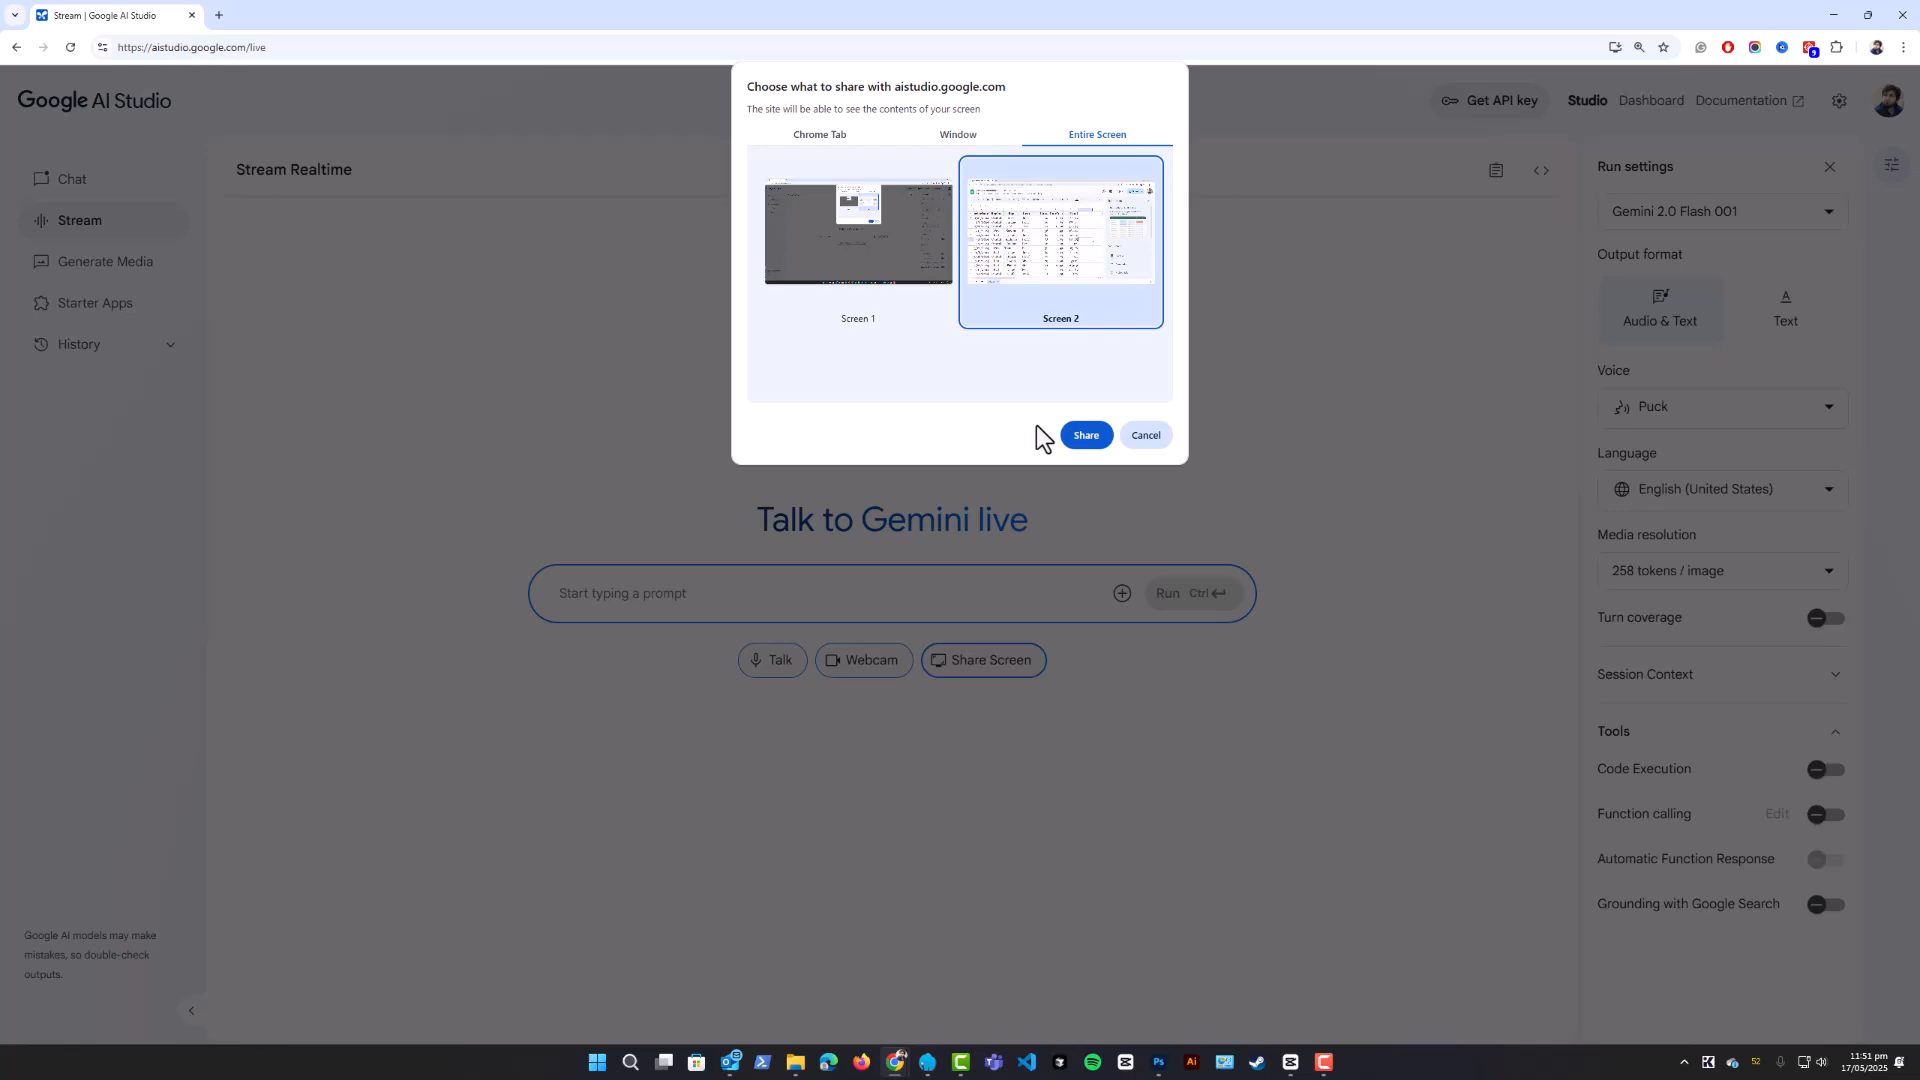 Stream | Google AI Studio
https://aistudio.google.com/live
Google AI Studio
Get API key
Studio
Dashboard
Documentation
Choose what to share with aistudio.google.com
The site will be able to see the contents of your screen
Chrome Tab
Window
Entire Screen
Screen 1
Screen 2
Share
Cancel
Chat
Stream
Generate Media
Starter Apps
History
Stream Realtime
Talk to Gemini live
Start typing a prompt
Run Ctrl
Talk
Webcam
Share Screen
Run settings
Gemini 2.0 Flash 001
Output format
Audio & Text
Text
Voice
Puck
Language
English (United States)
Media resolution
258 tokens / image
Turn coverage
Session Context
Tools
Code Execution
Function calling
Edit
Automatic Function Response
Grounding with Google Search
Google AI models may make
mistakes, so double-check
outputs.
Ps
Ai
52
11:51 pm
17/05/2025